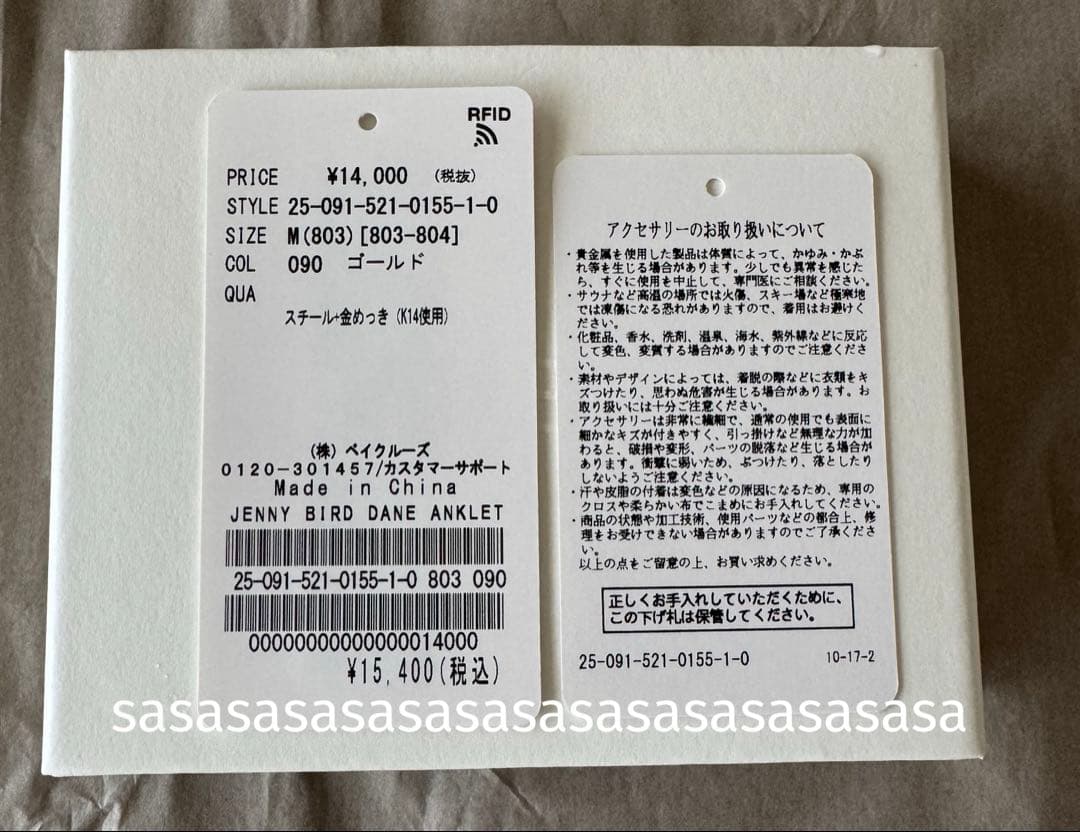 RFID
PRICE ¥14,000 (税抜)
STYLE 25-091-521-0155-1-0
SIZE M(803)[803-804]
COL 090 ゴールド
QUA
スチール+金めっき (K14使用)
(株) ベイクルーズ
0120-301457/カスタマーサポート
Made in China
JENNY BIRD DANE ANKLET
25-091-521-0155-1-0 803 090
00000000000000014000
¥15,400(税込)
アクセサリーのお取り扱いについて
・貴金属を使用した製品は体質によって、かゆみ・かぶ
れ等を生じる場合があります。少しでも異常を感じた
ら、すぐに使用を中止して、専門医にご相談ください。
・サウナなど高温の場所では火傷、スキー場など極寒地
では凍傷になる恐れがありますので、着用はお避けく
ださい。
・化粧品、香水、洗剤、温泉、海水、紫外線などに反応
して変色、変質する場合がありますのでご注意くださ
い。
・素材やデザインによっては、着脱の際などに衣類をキ
ズつけたり、思わぬ危害が生じる場合があります。お
取り扱いには十分ご注意ください。
・アクセサリーは非常に繊細で、通常の使用でも表面に
細かなキズが付きやすく、引っ掛けなど無理な力が加
わると、破損や変形、パーツの脱落など生じる場合が
あります。衝撃に弱いため、ぶつけたり、落としたり
しないようご注意ください。
・汗や皮脂の付着は変色などの原因になるため、専用の
クロスや柔らかい布でこまめにお手入れしてください。
・商品の状態や加工技術、使用パーツなどの都合上、修
理をお受けできない場合がありますのでご了承くださ
い。
以上の点をご留意の上、お買い求めください。
正しくお手入れしていただくために、
この下げ札は保管してください。
25-091-521-0155-1-0 10-17-2
sasasasasasasasasasasasasasasasa